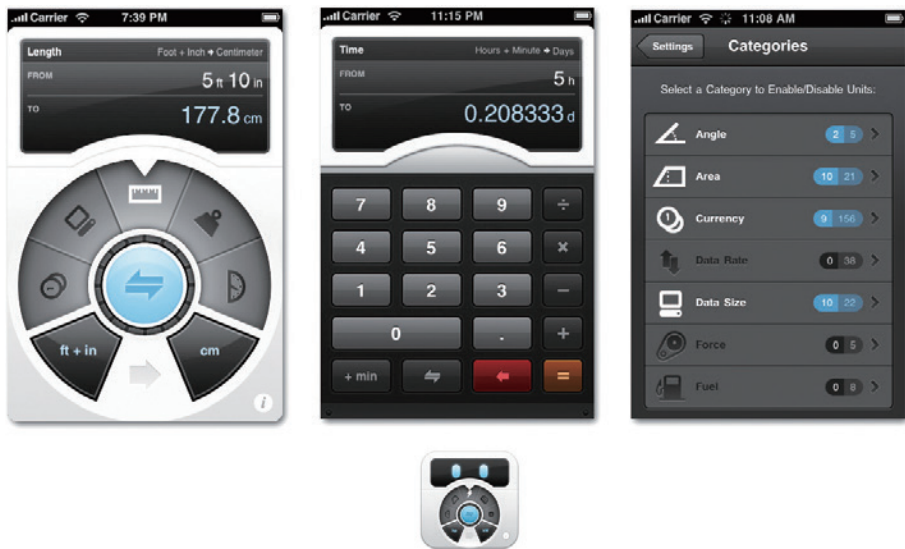 Carrier 7:39 PM
Length Foot + Inch → Centimeter
FROM 5 ft 10 in
TO 177.8 cm
ft + in cm
i
Carrier 11:15 PM
Time Hours + Minute → Days
FROM 5 h
TO 0.208333 d
7 8 9 ÷
4 5 6 ×
1 2 3 −
0 . +
+ min =
Carrier 11:08 AM
Settings Categories
Select a Category to Enable/Disable Units:
Angle 2 5
Area 10 21
1 Currency 9 156
Data Rate 0 38
Data Size 10 22
Force 0 5
Fuel 0 8